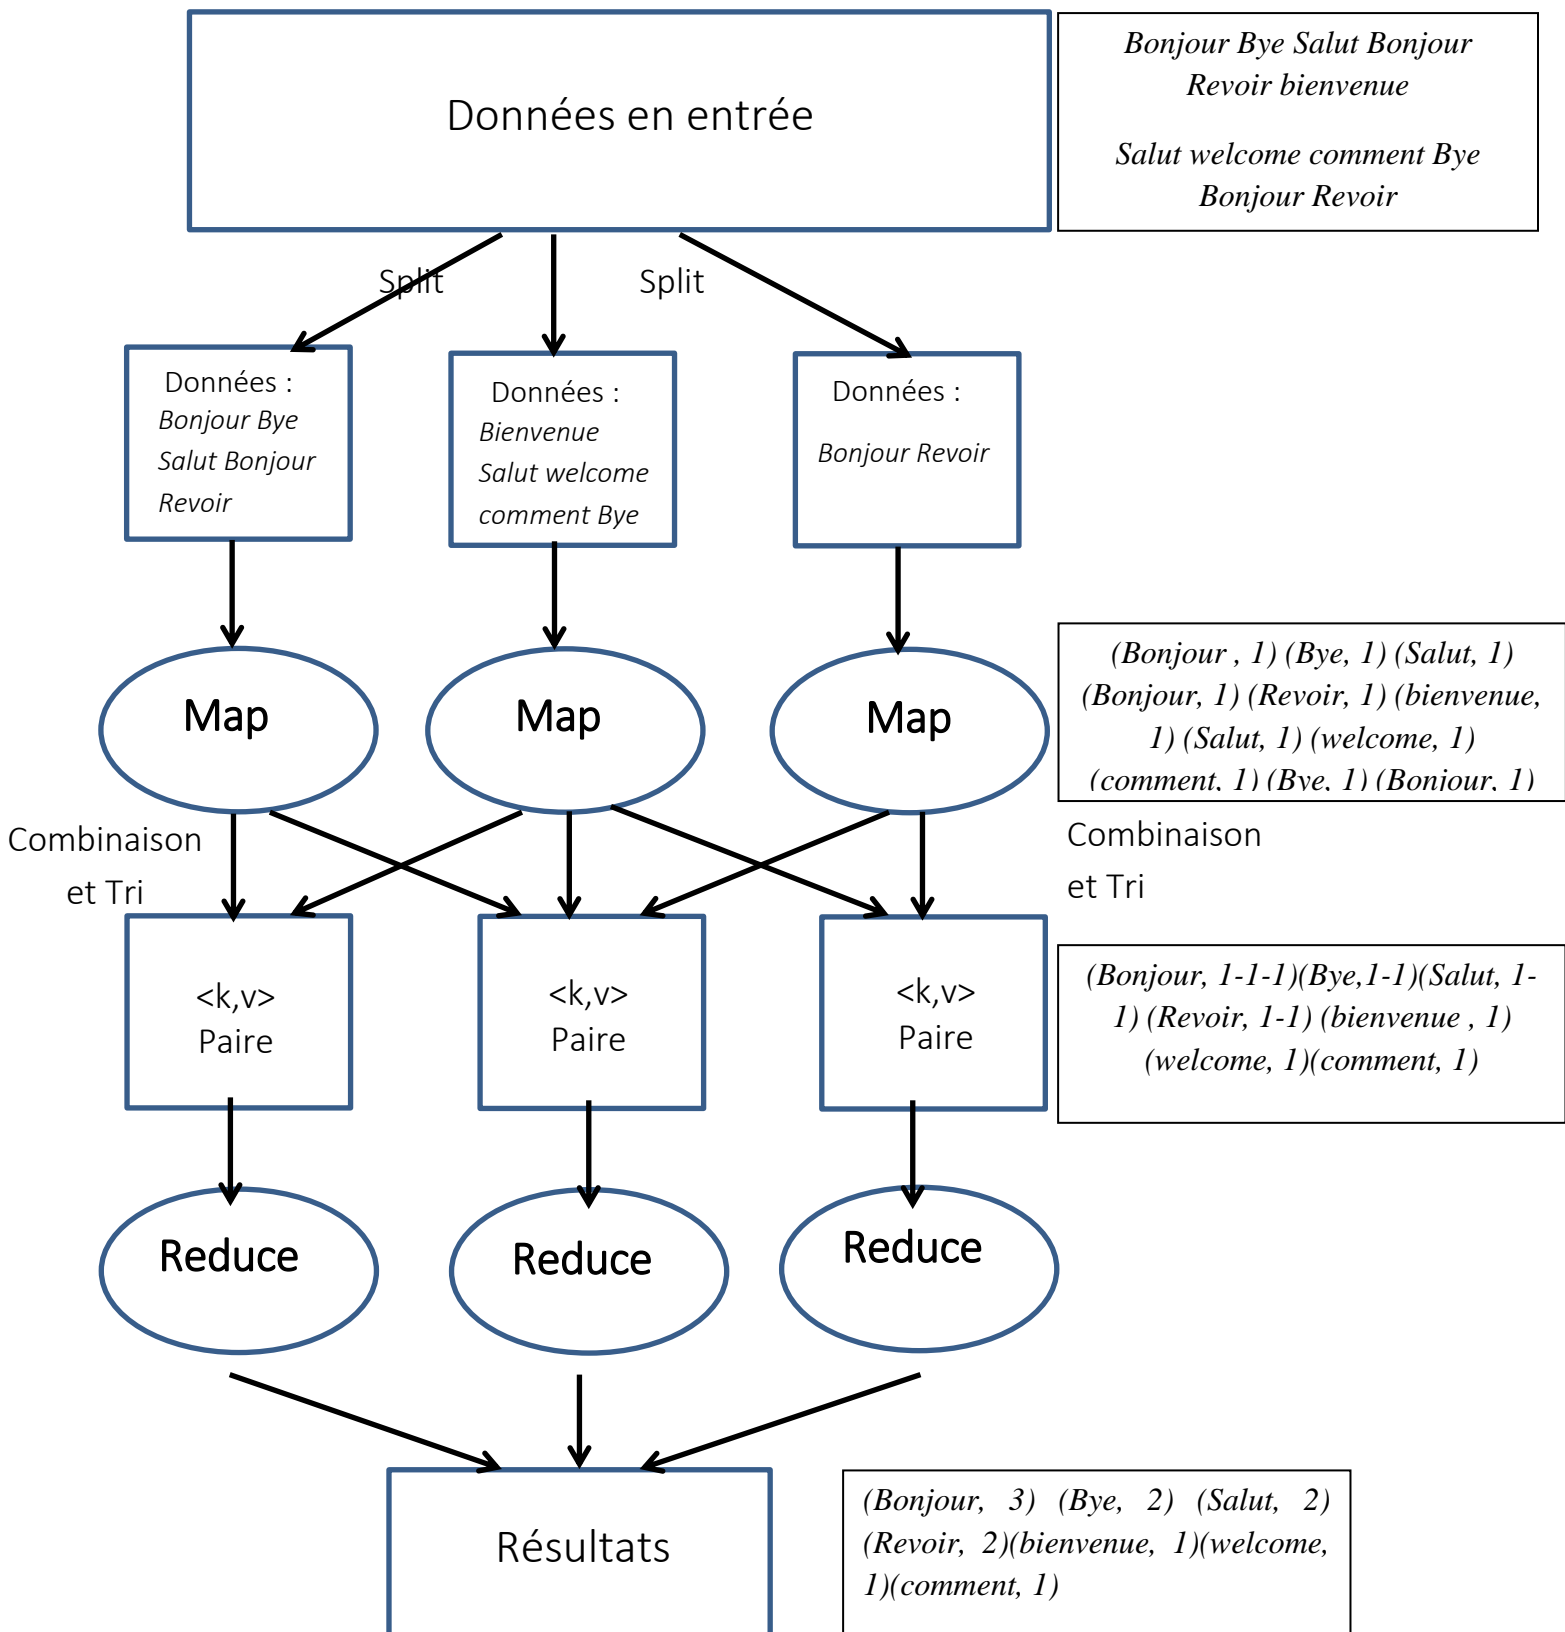 Données en entrée
Bonjour Bye Salut Bonjour
Revoir bienvenue
Salut welcome comment Bye
Bonjour Revoir
Split
Split
Données :
Bonjour Bye
Salut Bonjour
Revoir
Données :
Bienvenue
Salut welcome
comment Bye
Données :
Bonjour Revoir
Map
Map
Map
(Bonjour , 1) (Bye, 1) (Salut, 1)
(Bonjour, 1) (Revoir, 1) (bienvenue,
1) (Salut, 1) (welcome, 1)
(comment, 1) (Bye, 1) (Bonjour, 1)
Combinaison
et Tri
Combinaison
et Tri
<k,v>
Paire
<k,v>
Paire
<k,v>
Paire
(Bonjour, 1-1-1)(Bye,1-1)(Salut, 1-
1) (Revoir, 1-1) (bienvenue , 1)
(welcome, 1)(comment, 1)
Reduce
Reduce
Reduce
Résultats
(Bonjour, 3) (Bye, 2) (Salut, 2)
(Revoir, 2)(bienvenue, 1)(welcome,
1)(comment, 1)